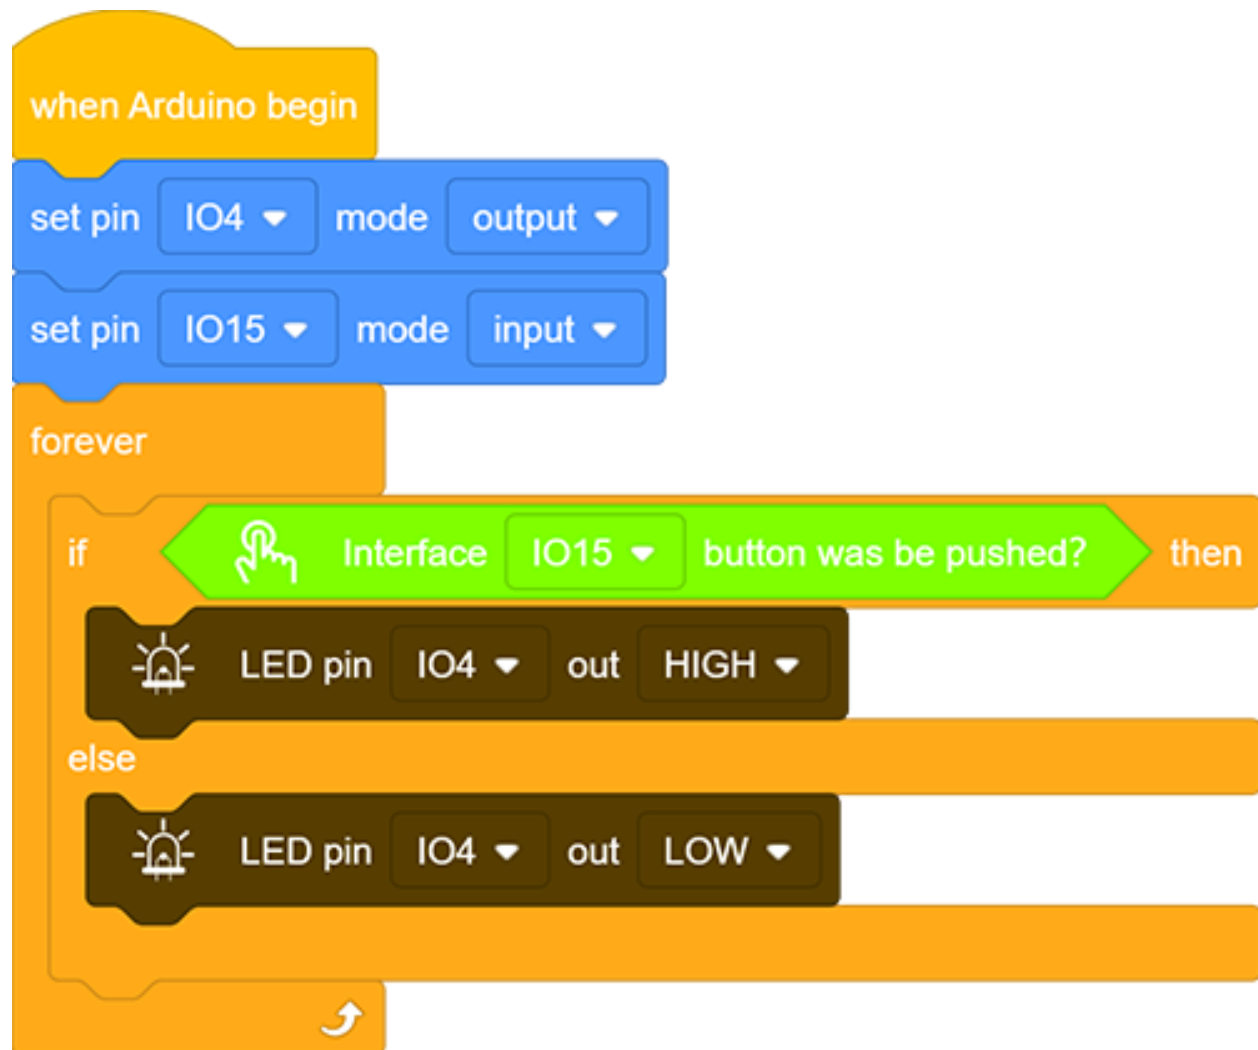 when Arduino begin
set pin IO4 mode output
set pin IO15 mode input
forever
if Interface IO15 button was be pushed? then
LED pin IO4 out HIGH
else
LED pin IO4 out LOW